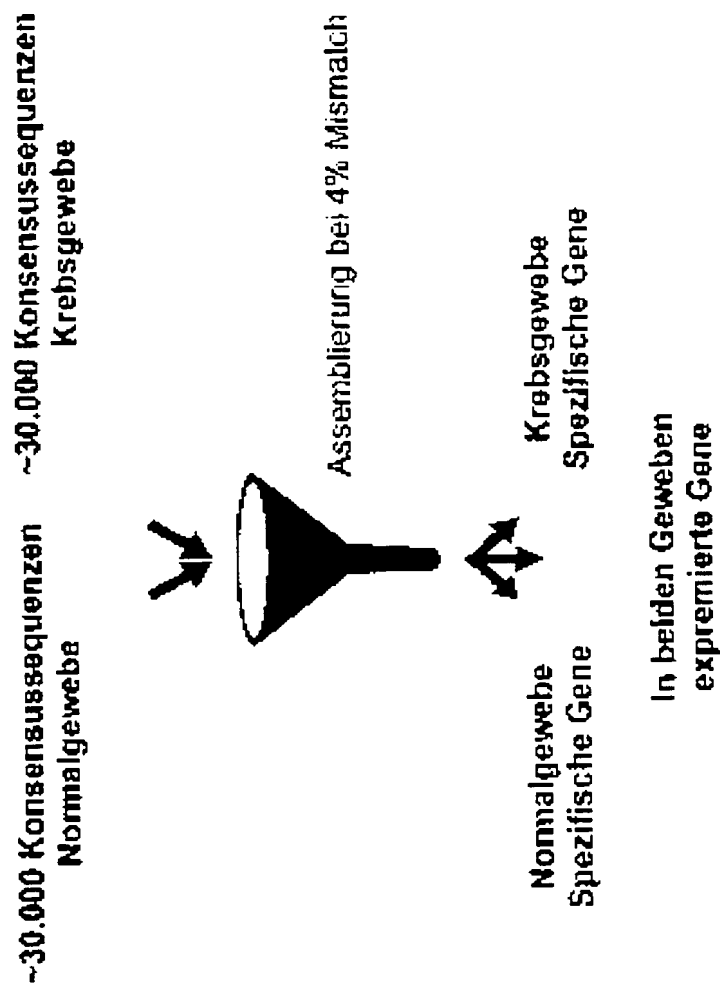 ~30.000 Konsensussequenzen
Normalgewebe
~30.000 Konsensussequenzen
Krebsgewebe
Assemblierung bei 4% Mismatch
Normalgewebe
Spezifische Gene
Krebsgewebe
Spezifische Gene
In beiden Geweben
expremierte Gene